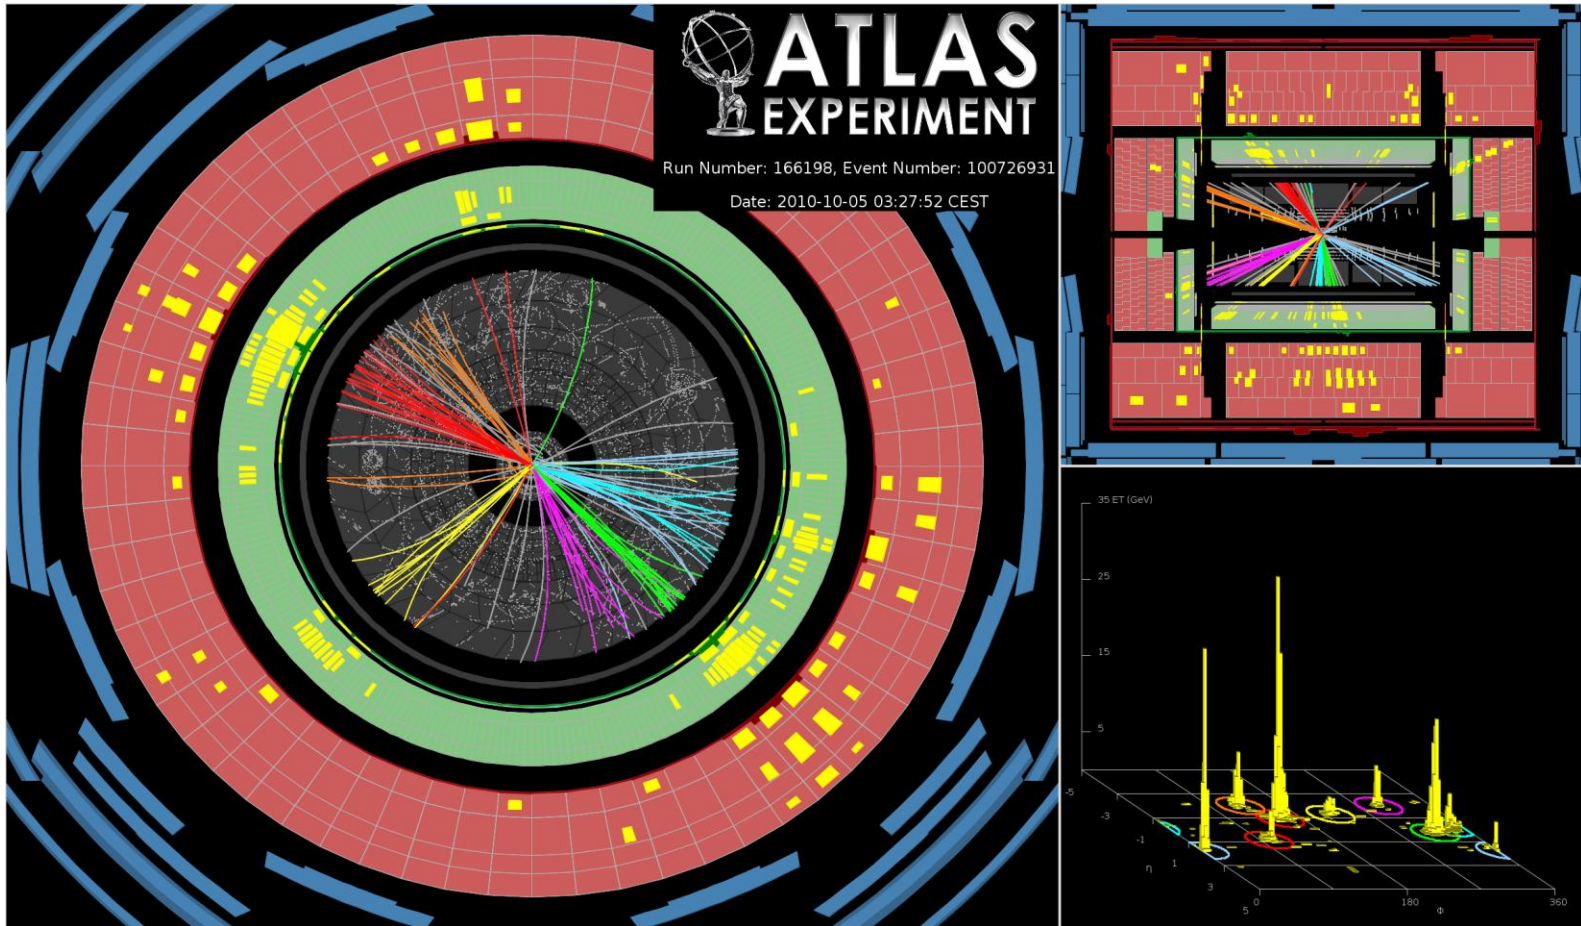 ATLAS
EXPERIMENT
Run Number: 166198, Event Number: 100726931
Date: 2010-10-05 03:27:52 CEST
35 ET (GeV)
25
15
5
-5
-3
-1
η
1
3
5
0
180
Φ
360